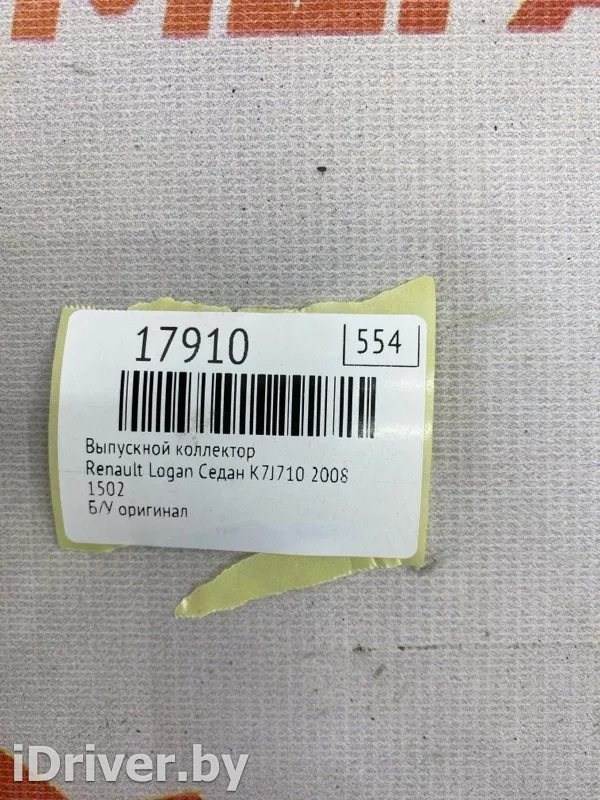 17910
554
Выпускной коллектор
Renault Logan Седан K7J710 2008
1502
Б/У оригинал
iDriver.by